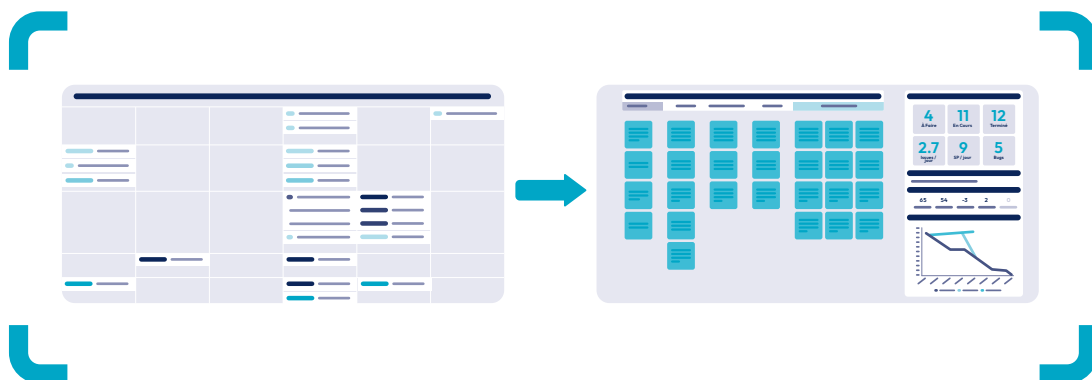 4 11 12
À Faire En Cours Terminé
2.7 9 5
Issues / jour SP / jour Bugs
65 54 -3 2 0